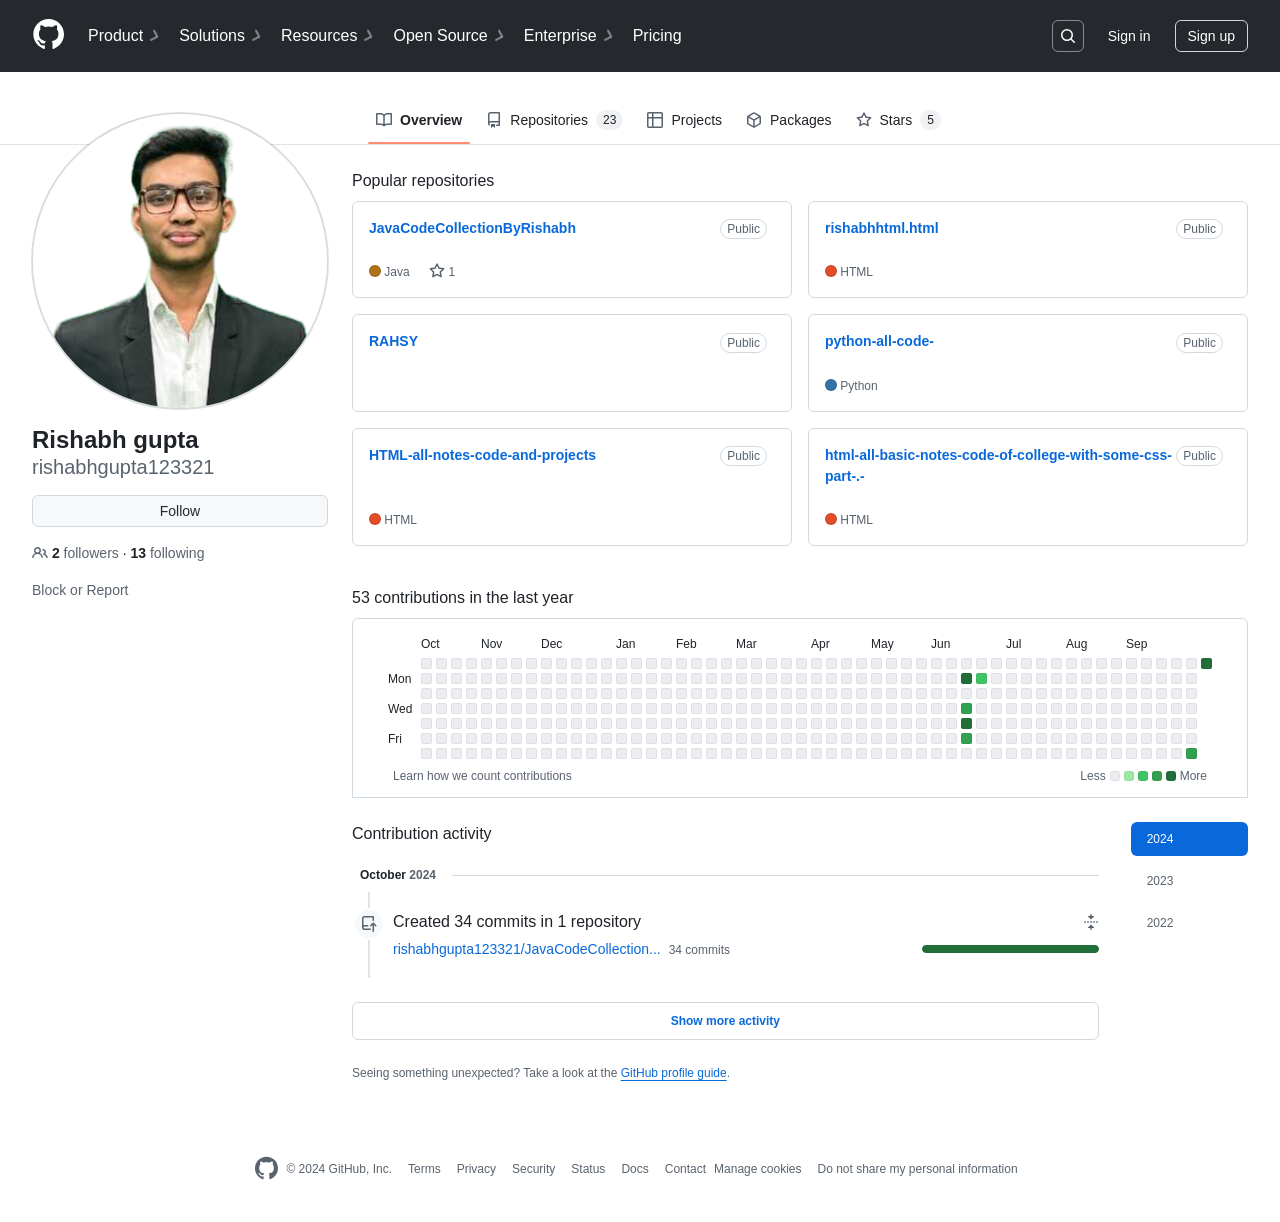 Product Solutions Resources Open Source Enterprise Pricing Sign in Sign up
Overview Repositories 23 Projects Packages Stars 5
Rishabh gupta
rishabhgupta123321
Follow
2 followers · 13 following
Block or Report
Popular repositories
JavaCodeCollectionByRishabh Public
Java 1
rishabhhtml.html Public
HTML
RAHSY Public
python-all-code- Public
Python
HTML-all-notes-code-and-projects Public
HTML
html-all-basic-notes-code-of-college-with-some-css- Public
part-.-
HTML
53 contributions in the last year
Oct Nov Dec Jan Feb Mar Apr May Jun Jul Aug Sep
Mon
Wed
Fri
Learn how we count contributions Less More
Contribution activity
2024
2023
2022
October 2024
Created 34 commits in 1 repository
rishabhgupta123321/JavaCodeCollection... 34 commits
Show more activity
Seeing something unexpected? Take a look at the GitHub profile guide.
© 2024 GitHub, Inc. Terms Privacy Security Status Docs Contact Manage cookies Do not share my personal information